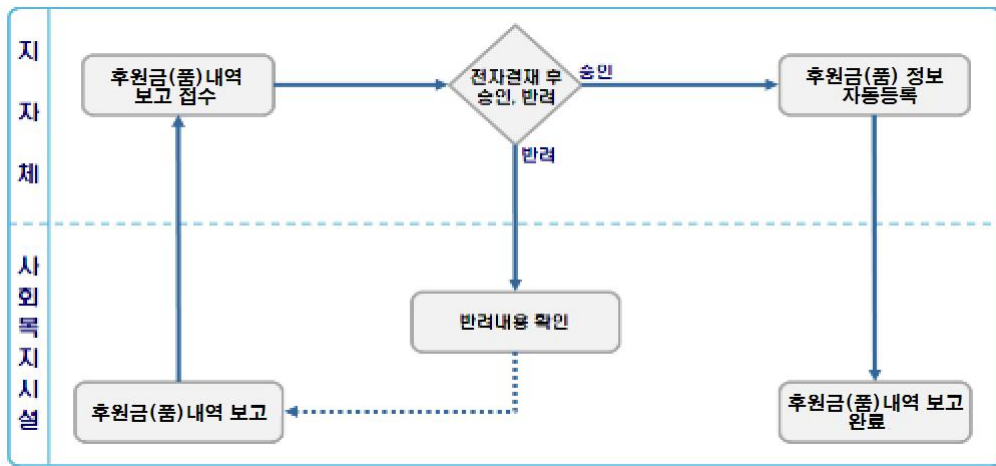 지자체
후원금(품)내역
보고 접수
전자결재 후
승인, 반려
승인
후원금(품) 정보
자동등록
반려
사회복지시설
반려내용 확인
후원금(품)내역 보고
후원금(품)내역 보고
완료